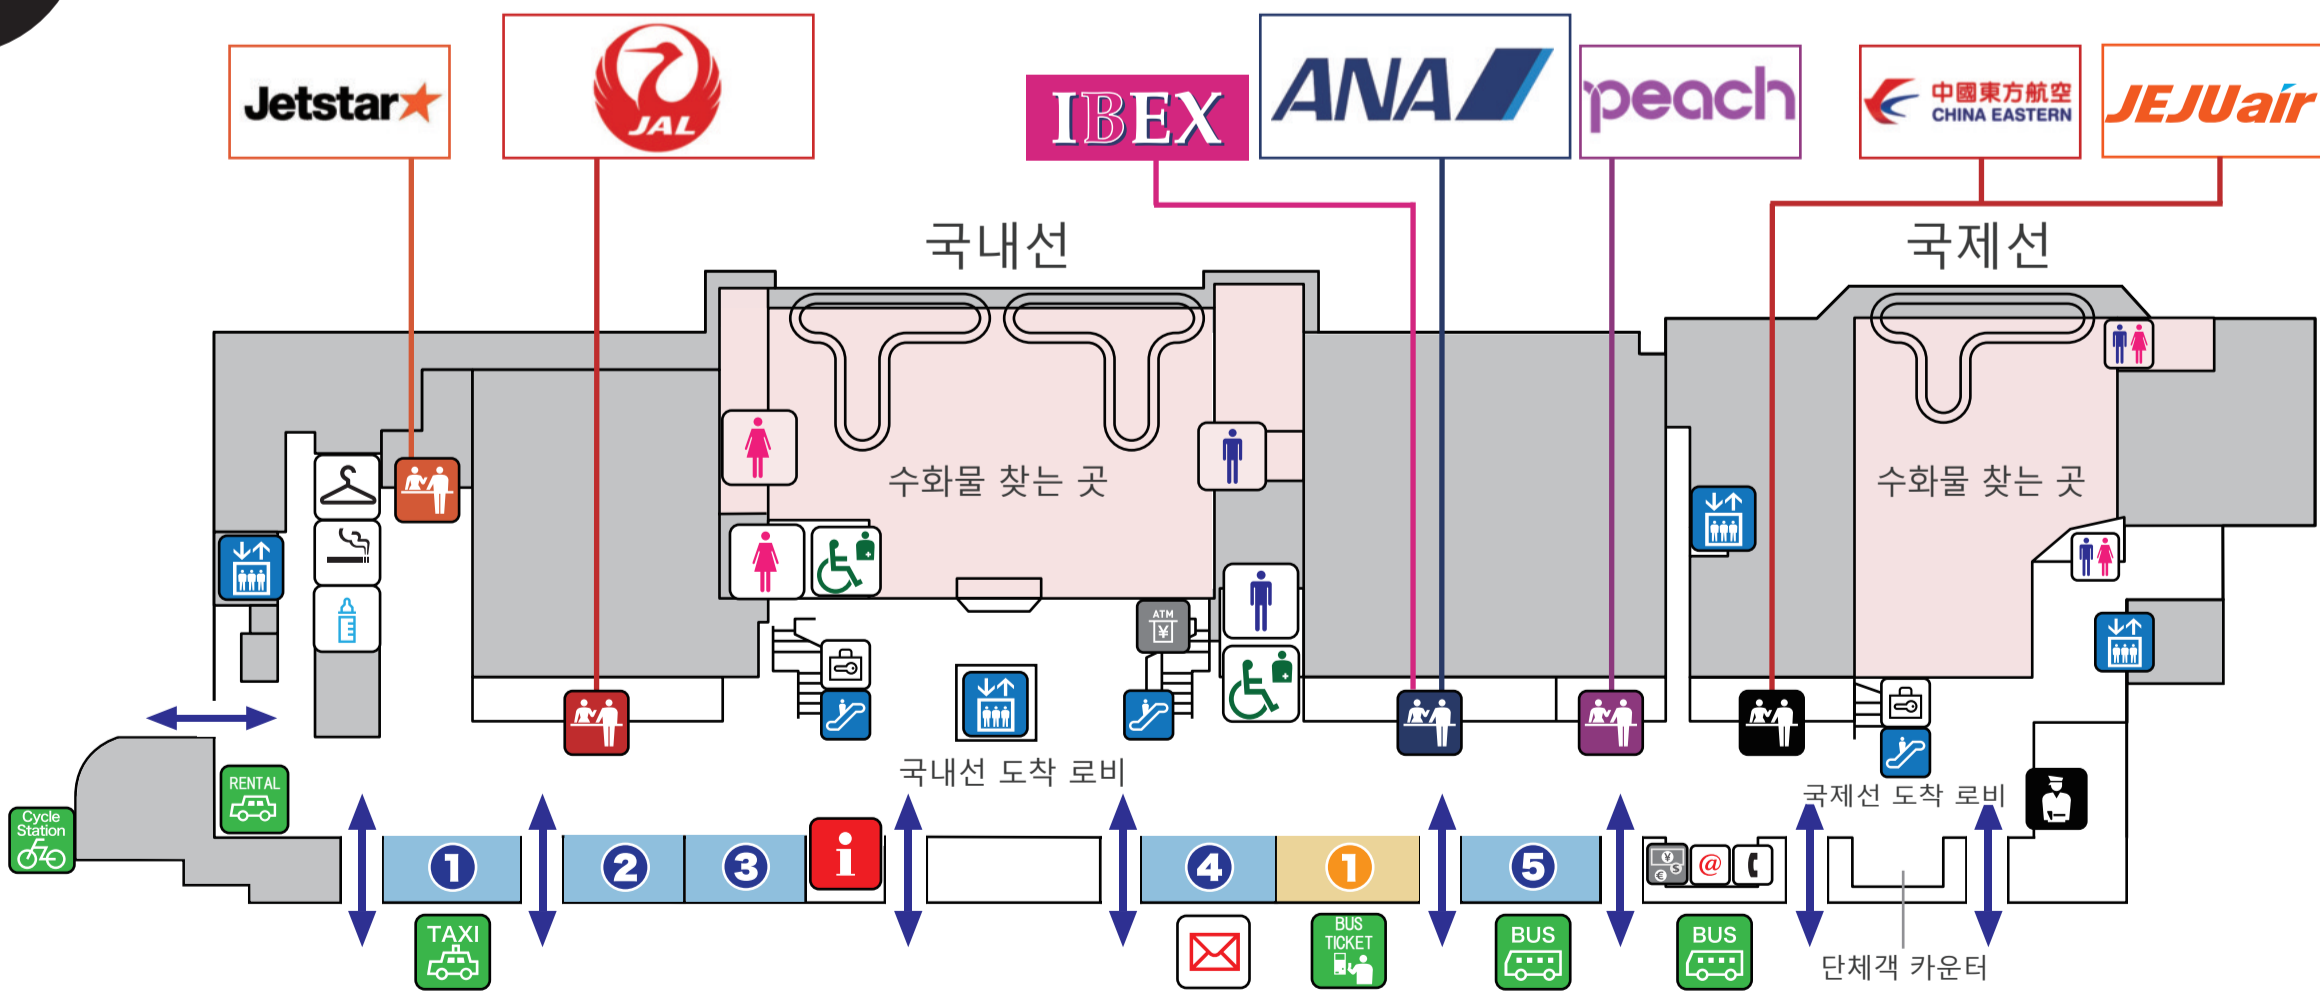 Jetstar
JAL
IBEX
ANA
peach
中國東方航空
CHINA EASTERN
JEJUair
국내선
국제선
수화물 찾는 곳
수화물 찾는 곳
ATM
¥
국내선 도착 로비
국제선 도착 로비
RENTAL
Cycle
Station
1
2
3
i
4
1
5
¥
$
€
@
TAXI
BUS
TICKET
BUS
BUS
단체객 카운터